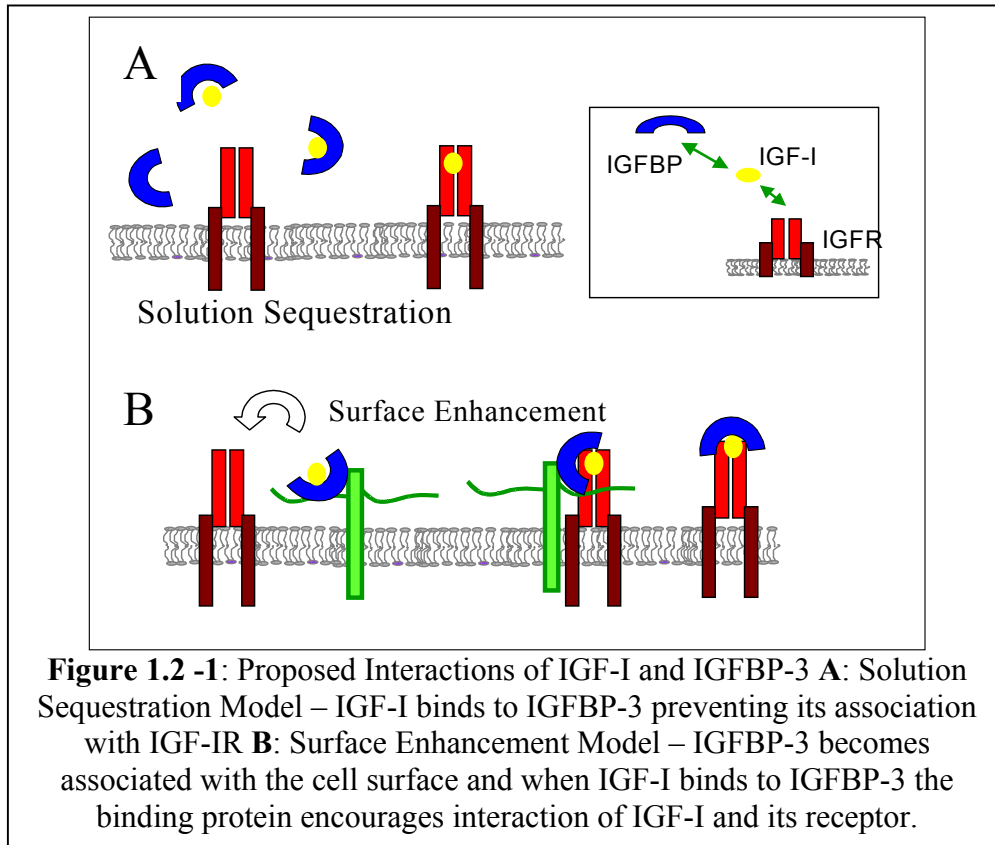 A
IGFBP
IGF-I
IGFR
Solution Sequestration
B
Surface Enhancement
Figure 1.2 -1: Proposed Interactions of IGF-I and IGFBP-3 A: Solution
Sequestration Model – IGF-I binds to IGFBP-3 preventing its association
with IGF-IR B: Surface Enhancement Model – IGFBP-3 becomes
associated with the cell surface and when IGF-I binds to IGFBP-3 the
binding protein encourages interaction of IGF-I and its receptor.